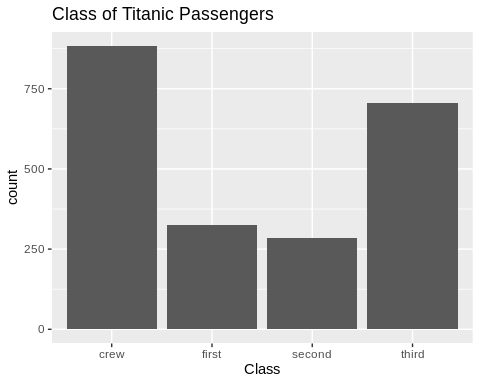 Class of Titanic Passengers
count
750
500
250
0
crew first second third
Class